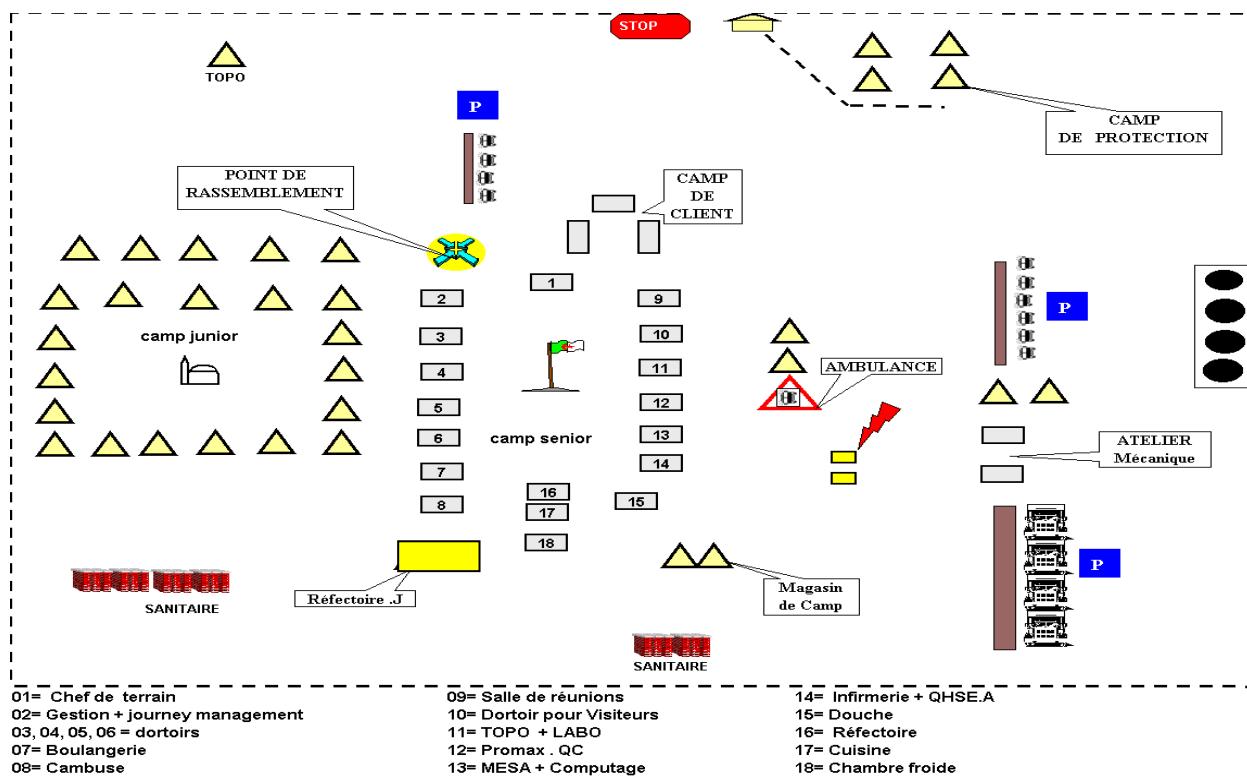 STOP
TOPO
P
CAMP
DE PROTECTION
POINT DE
RASSEMBLEMENT
CAMP
DE
CLIENT
1
2
9
P
3
camp junior
10
4
11
AMBULANCE
5
12
6
camp senior
13
ATELIER
Mécanique
7
14
16
8
17
15
18
P
Réfectoire .J
Magasin
de Camp
SANITAIRE
SANITAIRE
01= Chef de terrain
02= Gestion + journey management
03, 04, 05, 06 = dortoirs
07= Boulangerie
08= Cambuse
09= Salle de réunions
10= Dortoir pour Visiteurs
11= TOPO + LABO
12= Promax . QC
13= MESA + Computage
14= Infirmerie + QHSE.A
15= Douche
16= Réfectoire
17= Cuisine
18= Chambre froide